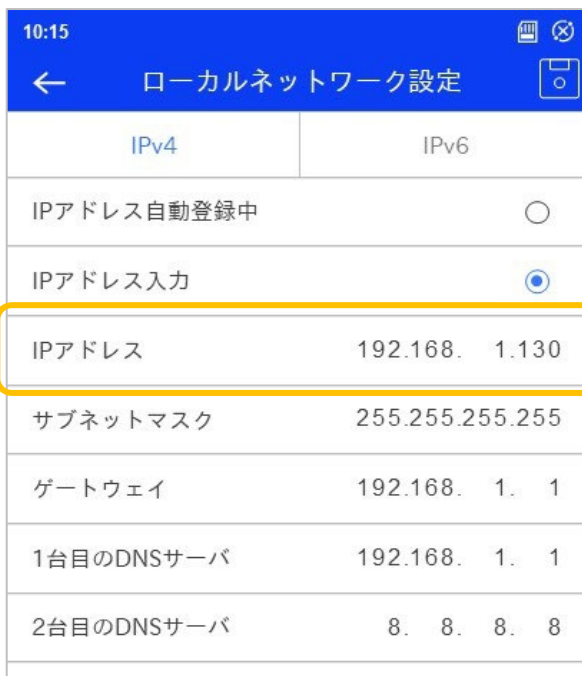 10:15
ローカルネットワーク設定
IPv4 IPv6
IPアドレス自動登録中
IPアドレス入力
IPアドレス 192.168. 1.130
サブネットマスク 255.255.255.255
ゲートウェイ 192.168. 1. 1
1台目のDNSサーバ 192.168. 1. 1
2台目のDNSサーバ 8. 8. 8. 8